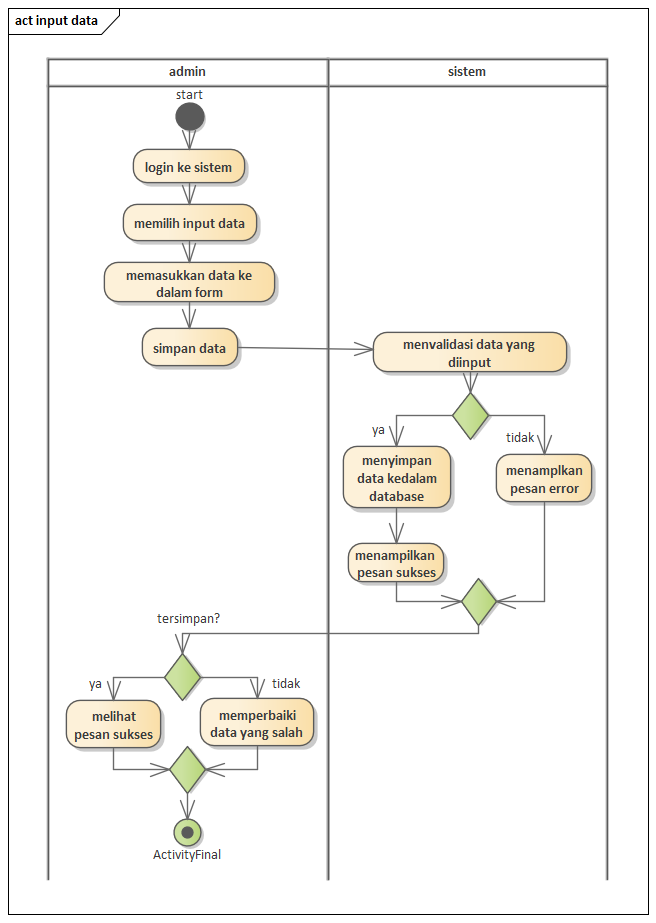 act input data
admin
sistem
start
login ke sistem
memilih input data
memasukkan data ke
dalam form
simpan data
menvalidasi data yang
diinput
ya
tidak
menyimpan
data kedalam
database
menamplkan
pesan error
menampilkan
pesan sukses
tersimpan?
ya
tidak
melihat
pesan sukses
memperbaiki
data yang salah
ActivityFinal